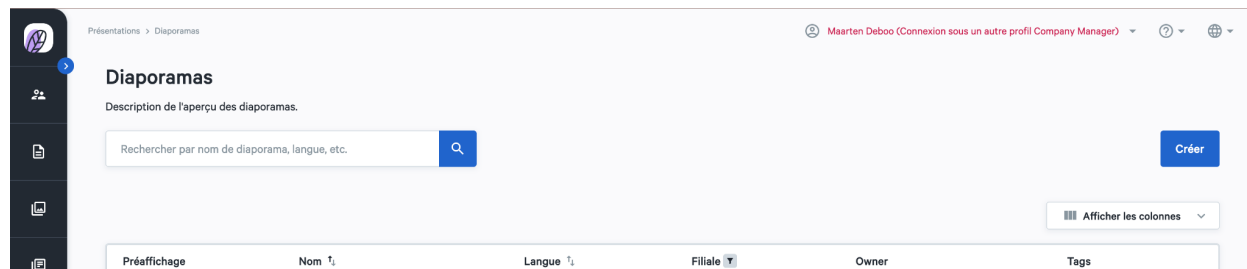 Présentations > Diaporamas
Maarten Deboo (Connexion sous un autre profil Company Manager)
Diaporamas
Description de l'aperçu des diaporamas.
Rechercher par nom de diaporama, langue, etc.
Créer
Afficher les colonnes
Préaffichage Nom Langue Filiale Owner Tags